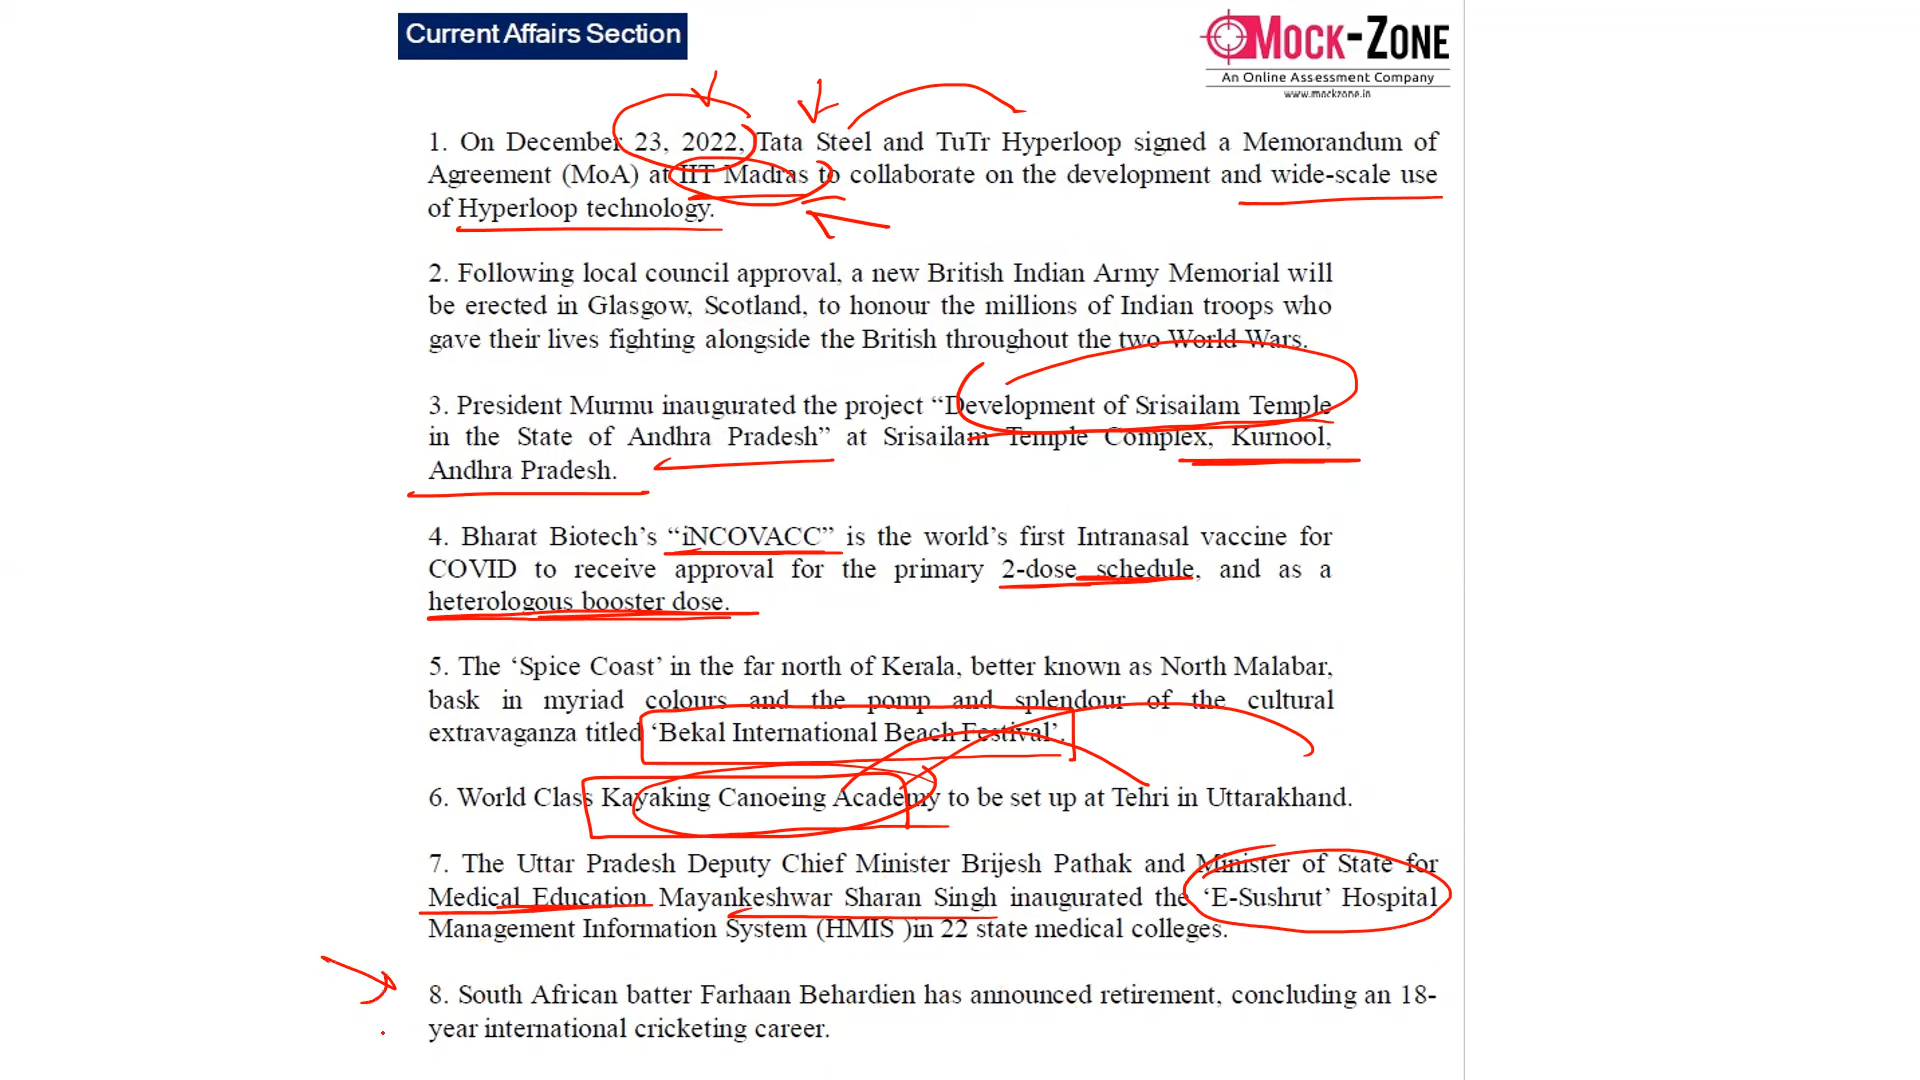 Current Affairs Section
MOCK-ZONE
An Online Assessment Company
www.mockzone.in
1. On December 23, 2022, Tata Steel and TuTr Hyperloop signed a Memorandum of
Agreement (MoA) at IIT Madras to collaborate on the development and wide-scale use
of Hyperloop technology.
2. Following local council approval, a new British Indian Army Memorial will
be erected in Glasgow, Scotland, to honour the millions of Indian troops who
gave their lives fighting alongside the British throughout the two World Wars.
3. President Murmu inaugurated the project “Development of Srisailam Temple
in the State of Andhra Pradesh” at Srisailam Temple Complex, Kurnool,
Andhra Pradesh.
4. Bharat Biotech’s “iNCOVACC” is the world’s first Intranasal vaccine for
COVID to receive approval for the primary 2-dose schedule, and as a
heterologous booster dose.
5. The ‘Spice Coast’ in the far north of Kerala, better known as North Malabar,
bask in myriad colours and the pomp and splendour of the cultural
extravaganza titled ‘Bekal International Beach Festival’.
6. World Class Kayaking Canoeing Academy to be set up at Tehri in Uttarakhand.
7. The Uttar Pradesh Deputy Chief Minister Brijesh Pathak and Minister of State for
Medical Education Mayankeshwar Sharan Singh inaugurated the ‘E-Sushrut’ Hospital
Management Information System (HMIS )in 22 state medical colleges.
8. South African batter Farhaan Behardien has announced retirement, concluding an 18-
year international cricketing career.